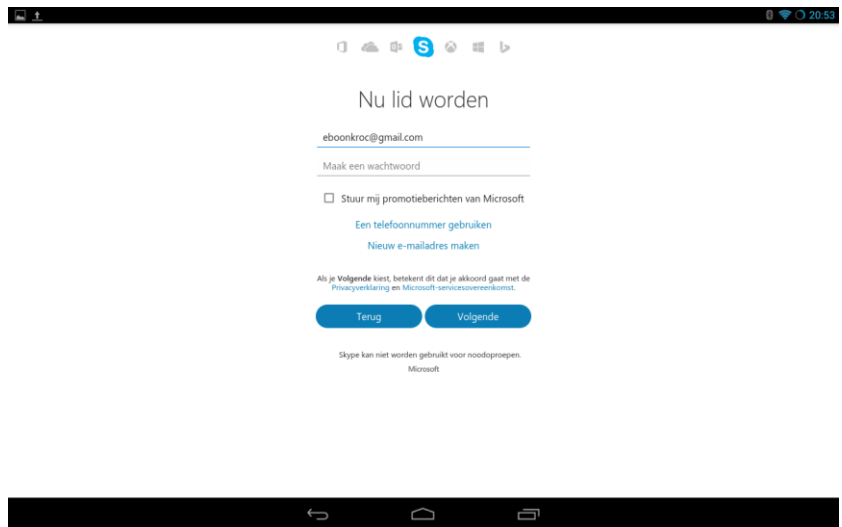 20:53
Nu lid worden
eboonkroc@gmail.com
Maak een wachtwoord
Stuur mij promotieberichten van Microsoft
Een telefoonnummer gebruiken
Nieuw e-mailadres maken
Als je Volgende kiest, betekent dit dat je akkoord gaat met de
Privacyverklaring en Microsoft-servicesovereenkomst.
Terug Volgende
Skype kan niet worden gebruikt voor noodoproepen.
Microsoft